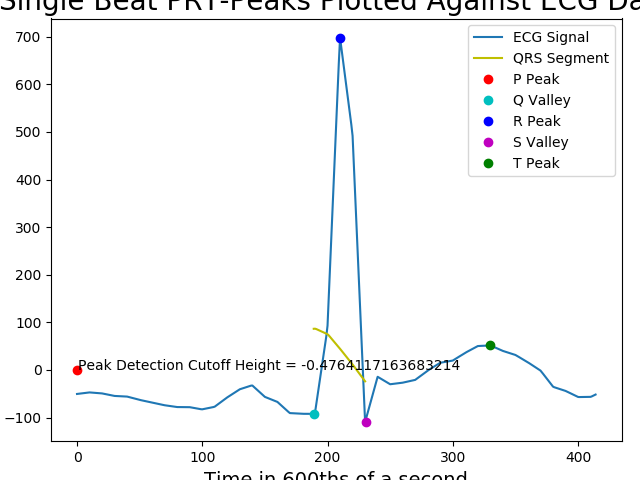 Single Beat PRT-Peaks Plotted Against ECG Da
ECG Signal
QRS Segment
P Peak
Q Valley
R Peak
S Valley
T Peak
700
600
500
400
300
200
100
0
−100
Peak Detection Cutoff Height = -0.4764117163683214
0 100 200 300 400
Time in 600ths of a second